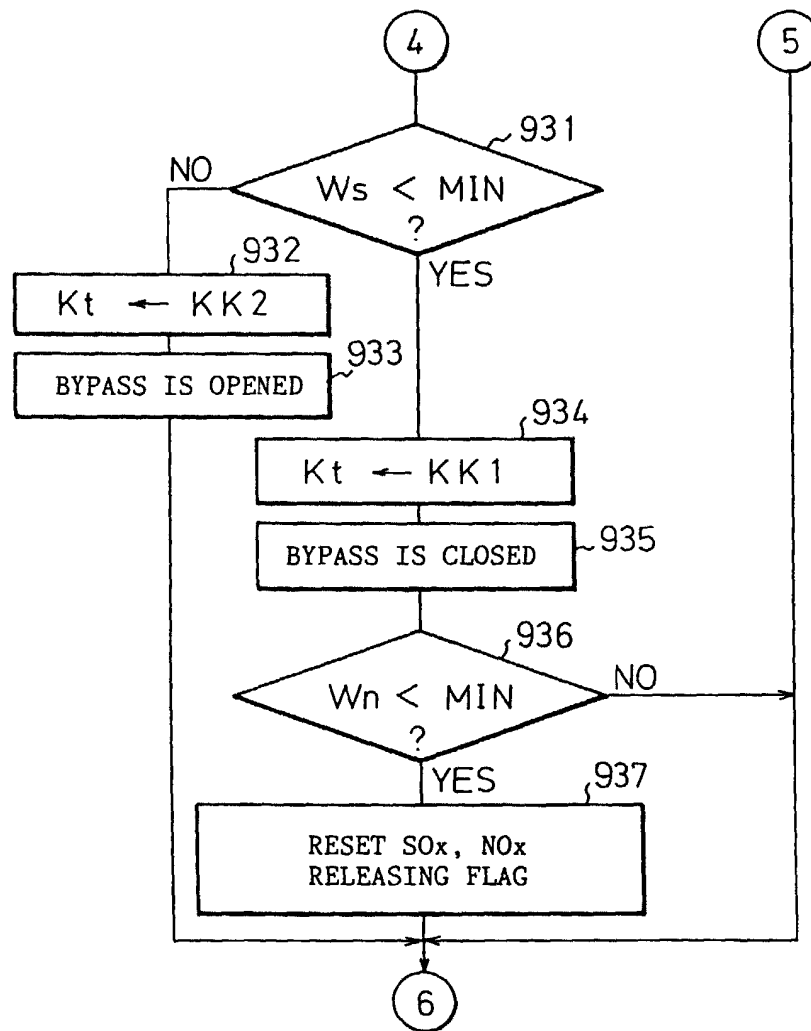 4
5
931
Ws < MIN
?
NO
YES
932
Kt ← KK2
933
BYPASS IS OPENED
934
Kt ← KK1
BYPASS IS CLOSED
935
936
Wn < MIN
?
NO
YES
937
RESET SOx, NOx
RELEASING FLAG
6